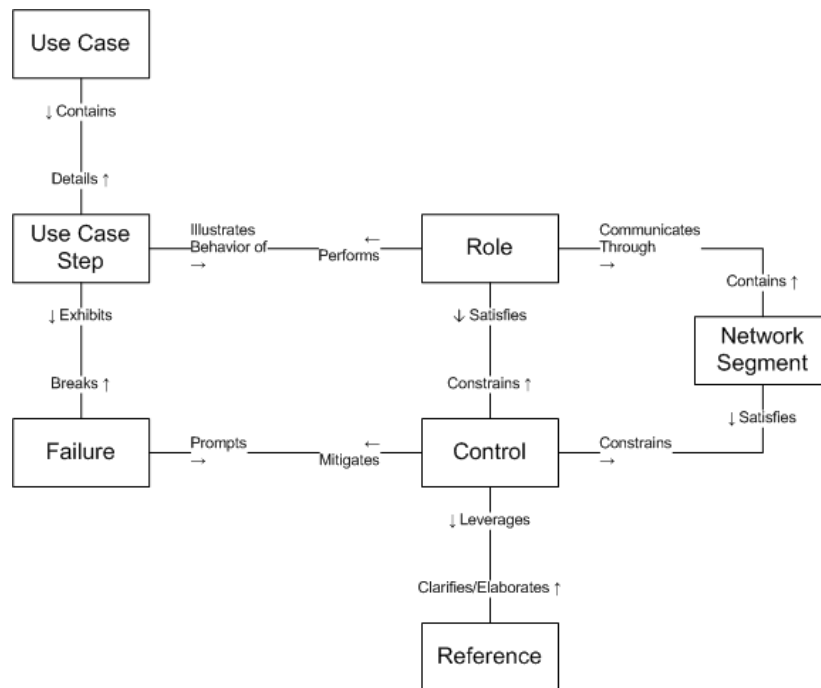 Use Case
↓ Contains
Details ↑
Use Case
Step
Illustrates
Behavior of
→
←
Performs
Role
Communicates
Through
→
Contains ↑
↓ Exhibits
↓ Satisfies
Network
Segment
Breaks ↑
Constrains ↑
↓ Satisfies
Failure
Prompts
→
←
Mitigates
Control
Constrains
→
↓ Leverages
Clarifies/Elaborates ↑
Reference